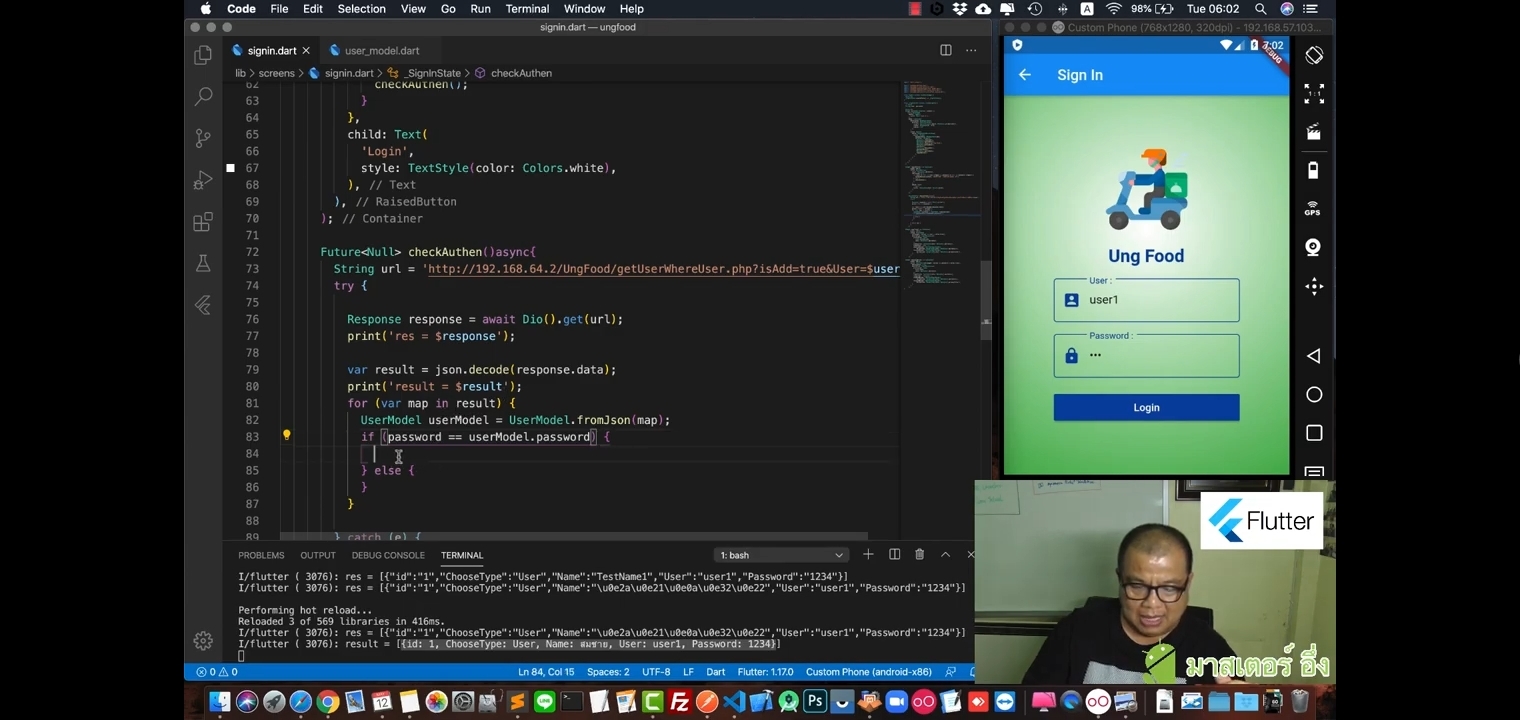 Code File Edit Selection View Go Run Terminal Window Help
A 98% Tue 06:02
signin.dart — ungfood
signin.dart user_model.dart
lib > screens > signin.dart > _SignInState > checkAuthen
62 checkAuthen();
63 }
64 },
65 child: Text(
66 'Login',
67 style: TextStyle(color: Colors.white),
68 ), // Text
69 ), // RaisedButton
70 ); // Container
71
72 Future<Null> checkAuthen()async{
73 String url = 'http://192.168.64.2/UngFood/getUserWhereUser.php?isAdd=true&User=$user
74 try {
75
76 Response response = await Dio().get(url);
77 print('res = $response');
78
79 var result = json.decode(response.data);
80 print('result = $result');
81 for (var map in result) {
82 UserModel userModel = UserModel.fromJson(map);
83 if (password == userModel.password) {
84
85 } else {
86 }
87 }
88
89 } catch (e) {
PROBLEMS OUTPUT DEBUG CONSOLE TERMINAL 1: bash
I/flutter ( 3076): res = [{"id":"1","ChooseType":"User","Name":"TestName1","User":"user1","Password":"1234"}]
I/flutter ( 3076): res = [{"id":"1","ChooseType":"User","Name":"\u0e2a\u0e21\u0e0a\u0e32\u0e22","User":"user1","Password":"1234"}]
Performing hot reload...
Reloaded 3 of 569 libraries in 416ms.
I/flutter ( 3076): res = [{"id":"1","ChooseType":"User","Name":"\u0e2a\u0e21\u0e0a\u0e32\u0e22","User":"user1","Password":"1234"}]
I/flutter ( 3076): result = [{id: 1, ChooseType: User, Name: สมชาย, User: user1, Password: 1234}]
0 0 Ln 84, Col 15 Spaces: 2 UTF-8 LF Dart Flutter: 1.17.0 Custom Phone (android-x86)
Custom Phone (768x1280, 320dpi) - 192.168.57.103...
7:02
DEBUG
Sign In
Ung Food
User :
user1
Password :
•••
Login
1:1
GPS
Flutter
มาสเตอร์ อึ่ง